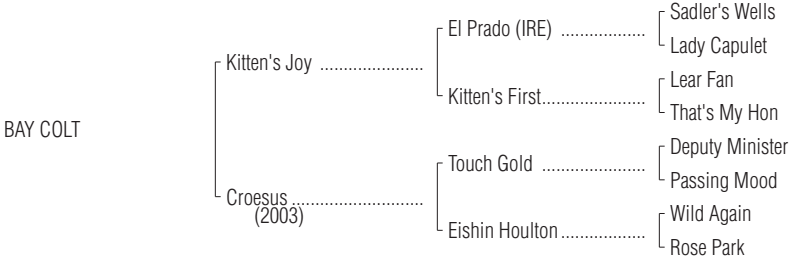 Sadler's Wells
El Prado (IRE) ...................
Lady Capulet
Kitten's Joy ......................
Lear Fan
Kitten's First......................
That's My Hon
BAY COLT
Deputy Minister
Touch Gold ......................
Passing Mood
Croesus............................
(2003)
Wild Again
Eishin Houlton..................
Rose Park